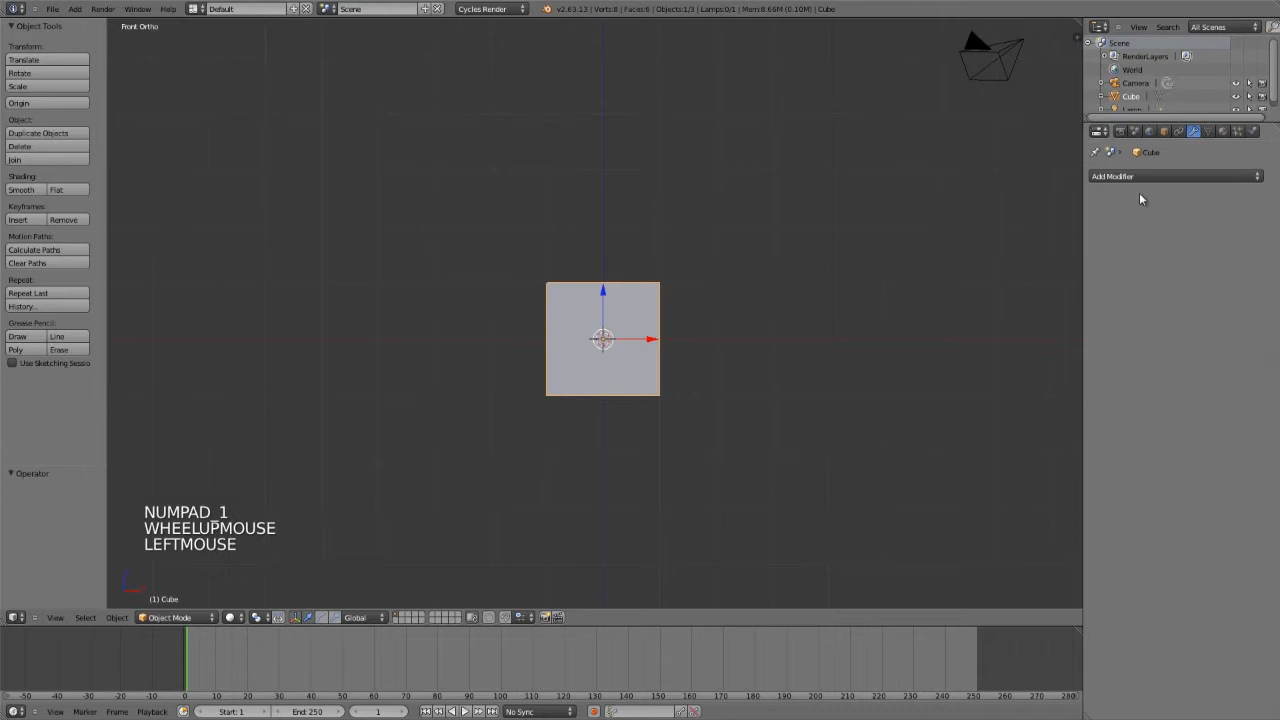 File Add Render Window Help Default Scene Cycles Render v2.63.13 | Verts:8 | Faces:6 | Objects:1/3 | Lamps:0/1 | Mem:8.66M (0.10M) | Cube
Object Tools
Front Ortho
View Search All Scenes
Transform:
Translate
Rotate
Scale
Origin
Object:
Duplicate Objects
Delete
Join
Shading:
Smooth Flat
Keyframes:
Insert Remove
Motion Paths:
Calculate Paths
Clear Paths
Repeat:
Repeat Last
History...
Grease Pencil:
Draw Line
Poly Erase
Use Sketching Sessio
Operator
Scene
RenderLayers
World
Camera
Cube
Lamp
Cube
Add Modifier
NUMPAD_1
WHEELUPMOUSE
LEFTMOUSE
(1) Cube
View Select Object Object Mode Global
-50 -40 -30 -20 -10 0 10 20 30 40 50 60 70 80 90 100 110 120 130 140 150 160 170 180 190 200 210 220 230 240 250 260 270 280
View Marker Frame Playback Start: 1 End: 250 1 No Sync